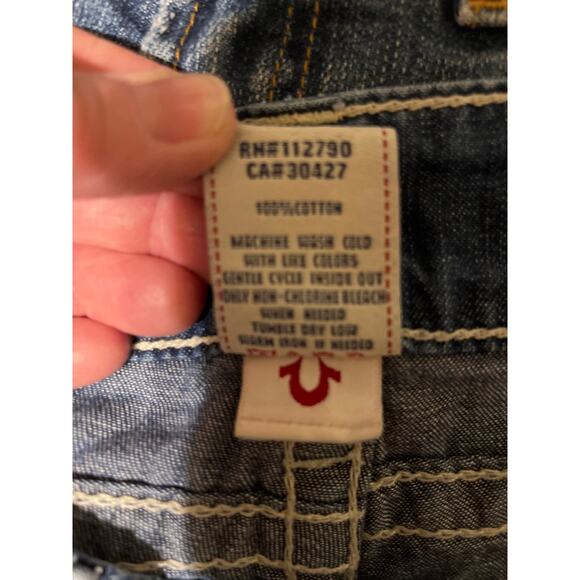 RN#112790
CA#30427
100%COTTON
MACHINE WASH COLD
WITH LIKE COLORS
GENTLE CYCLE INSIDE OUT
ONLY NON-CHLORINE BLEACH
WHEN NEEDED
TUMBLE DRY LOW
WARM IRON IF NEEDED